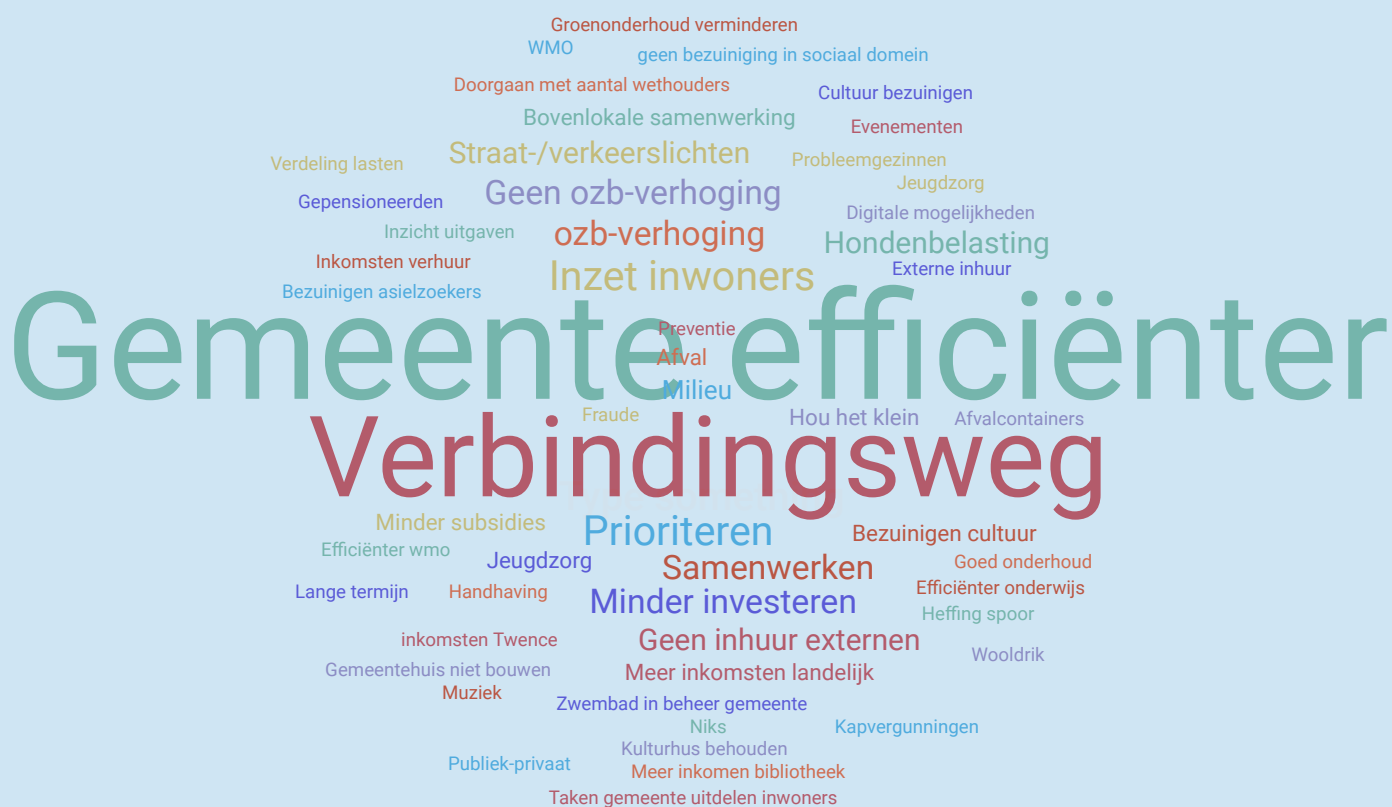 Groenonderhoud verminderen
WMO
geen bezuiniging in sociaal domein
Doorgaan met aantal wethouders
Cultuur bezuinigen
Bovenlokale samenwerking
Evenementen
Straat-/verkeerslichten
Verdeling lasten
Probleemgezinnen
Jeugdzorg
Geen ozb-verhoging
Gepensioneerden
Digitale mogelijkheden
Inzicht uitgaven
ozb-verhoging
Hondenbelasting
Inkomsten verhuur
Externe inhuur
Inzet inwoners
Bezuinigen asielzoekers
Gemeente efficiënter
Preventie
Afval
Milieu
Fraude
Hou het klein
Afvalcontainers
Verbindingsweg
Minder subsidies
Prioriteren
Bezuinigen cultuur
Efficiënter wmo
Jeugdzorg
Samenwerken
Goed onderhoud
Lange termijn
Handhaving
Minder investeren
Efficiënter onderwijs
Heffing spoor
inkomsten Twence
Geen inhuur externen
Wooldrik
Gemeentehuis niet bouwen
Meer inkomsten landelijk
Muziek
Zwembad in beheer gemeente
Niks
Kapvergunningen
Kulturhus behouden
Publiek-privaat
Meer inkomen bibliotheek
Taken gemeente uitdelen inwoners